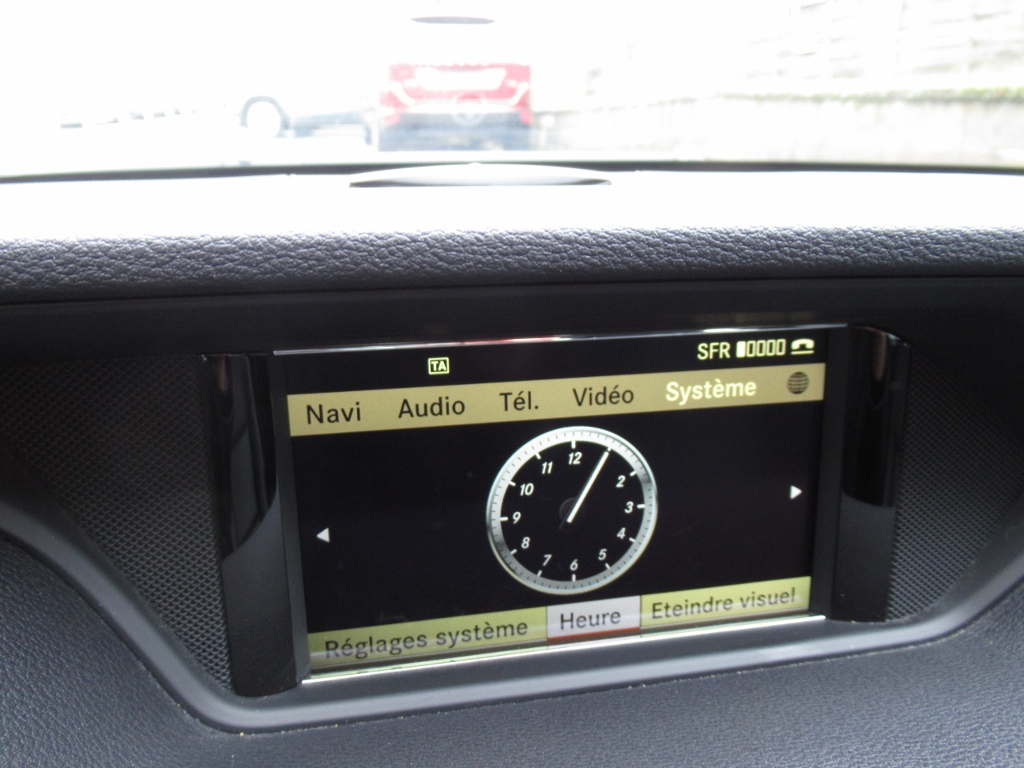 TA SFR
Navi Audio Tél. Vidéo Système
12
11
10 2
9 3
8 4
7 6 5
Réglages système Heure Eteindre visuel